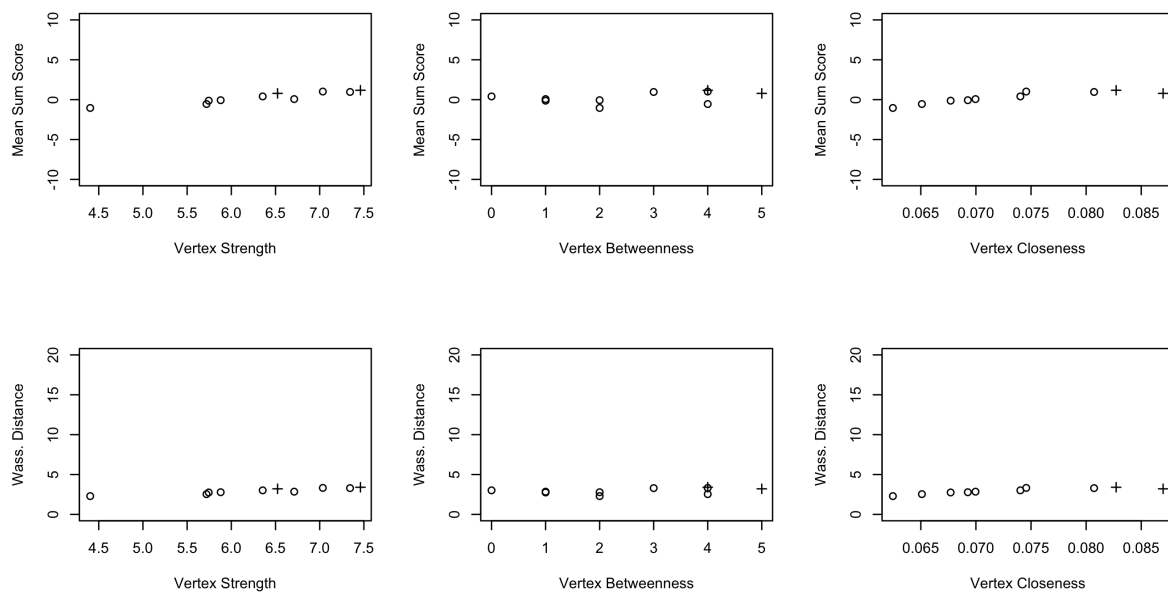 10
5
0
-5
-10
Mean Sum Score
4.5 5.0 5.5 6.0 6.5 7.0 7.5
Vertex Strength
10
5
0
-5
-10
Mean Sum Score
0 1 2 3 4 5
Vertex Betweenness
10
5
0
-5
-10
Mean Sum Score
0.065 0.070 0.075 0.080 0.085
Vertex Closeness
20
15
10
5
0
Wass. Distance
4.5 5.0 5.5 6.0 6.5 7.0 7.5
Vertex Strength
20
15
10
5
0
Wass. Distance
0 1 2 3 4 5
Vertex Betweenness
20
15
10
5
0
Wass. Distance
0.065 0.070 0.075 0.080 0.085
Vertex Closeness